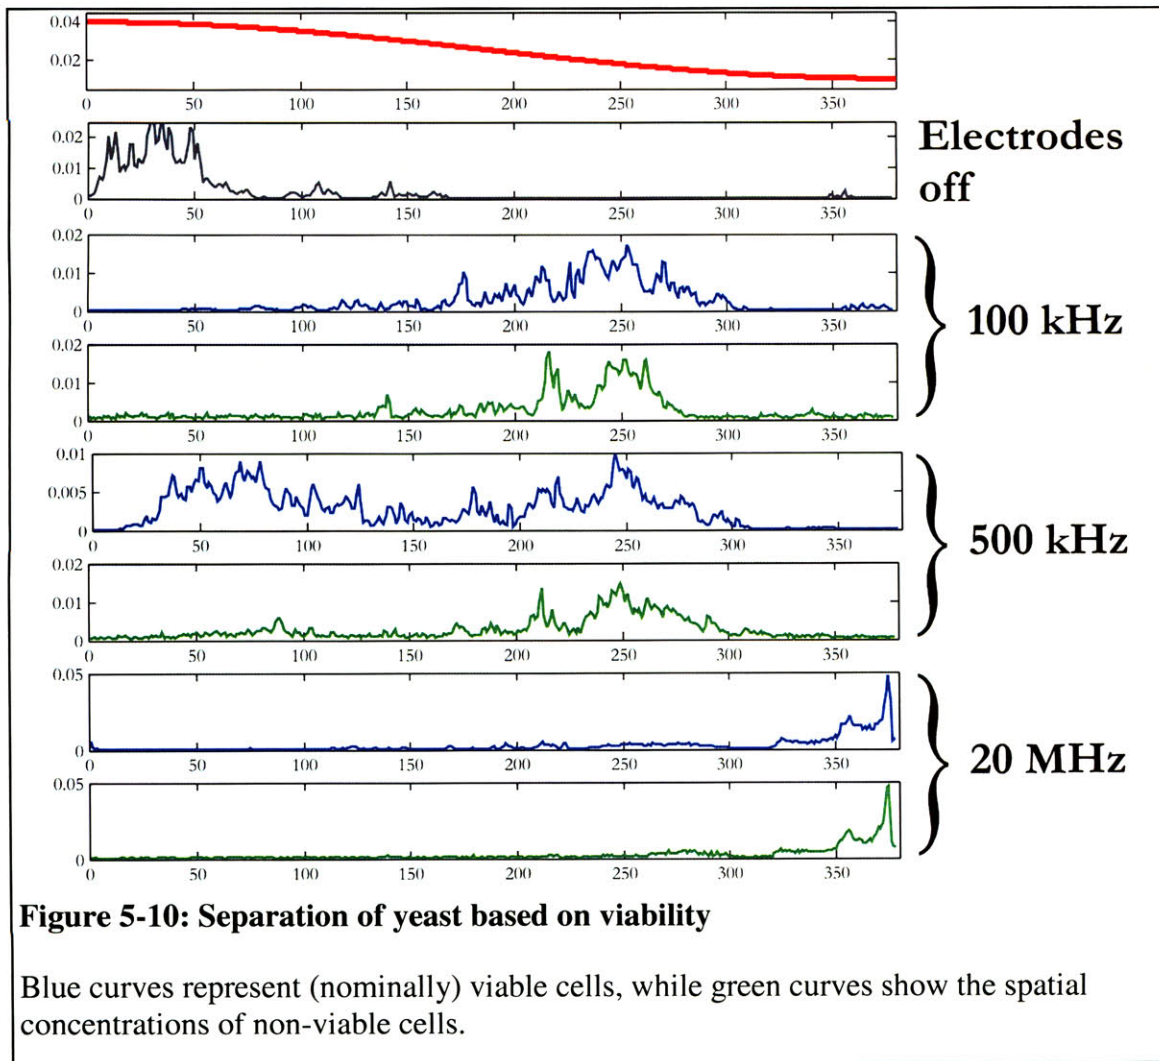 0.04
0.02
0 50 100 150 200 250 300 350
0.02
0.01
0
0 50 100 150 200 250 300 350
Electrodes
off
0.02
0.01
0
0 50 100 150 200 250 300 350
0.02
0.01
0
0 50 100 150 200 250 300 350
100 kHz
0.01
0.005
0
0 50 100 150 200 250 300 350
0.02
0.01
0
0 50 100 150 200 250 300 350
500 kHz
0.05
0
0 50 100 150 200 250 300 350
0.05
0
0 50 100 150 200 250 300 350
20 MHz
Figure 5-10: Separation of yeast based on viability
Blue curves represent (nominally) viable cells, while green curves show the spatial
concentrations of non-viable cells.